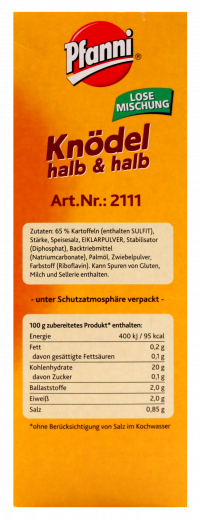 Pfanni®
LOSE
MISCHUNG
Knödel
halb & halb
Art.Nr.: 2111
Zutaten: 65 % Kartoffeln (enthalten SULFIT),
Stärke, Speisesalz, EIKLARPULVER, Stabilisator
(Diphosphat), Backtriebmittel
(Natriumcarbonate), Palmöl, Zwiebelpulver,
Farbstoff (Riboflavin). Kann Spuren von Gluten,
Milch und Sellerie enthalten.
- unter Schutzatmosphäre verpackt -
100 g zubereitetes Produkt* enthalten:
Energie 400 kJ / 95 kcal
Fett 0,2 g
davon gesättigte Fettsäuren 0,1 g
Kohlenhydrate 20 g
davon Zucker 0,1 g
Ballaststoffe 2,0 g
Eiweiß 2,0 g
Salz 0,85 g
*ohne Berücksichtigung von Salz im Kochwasser